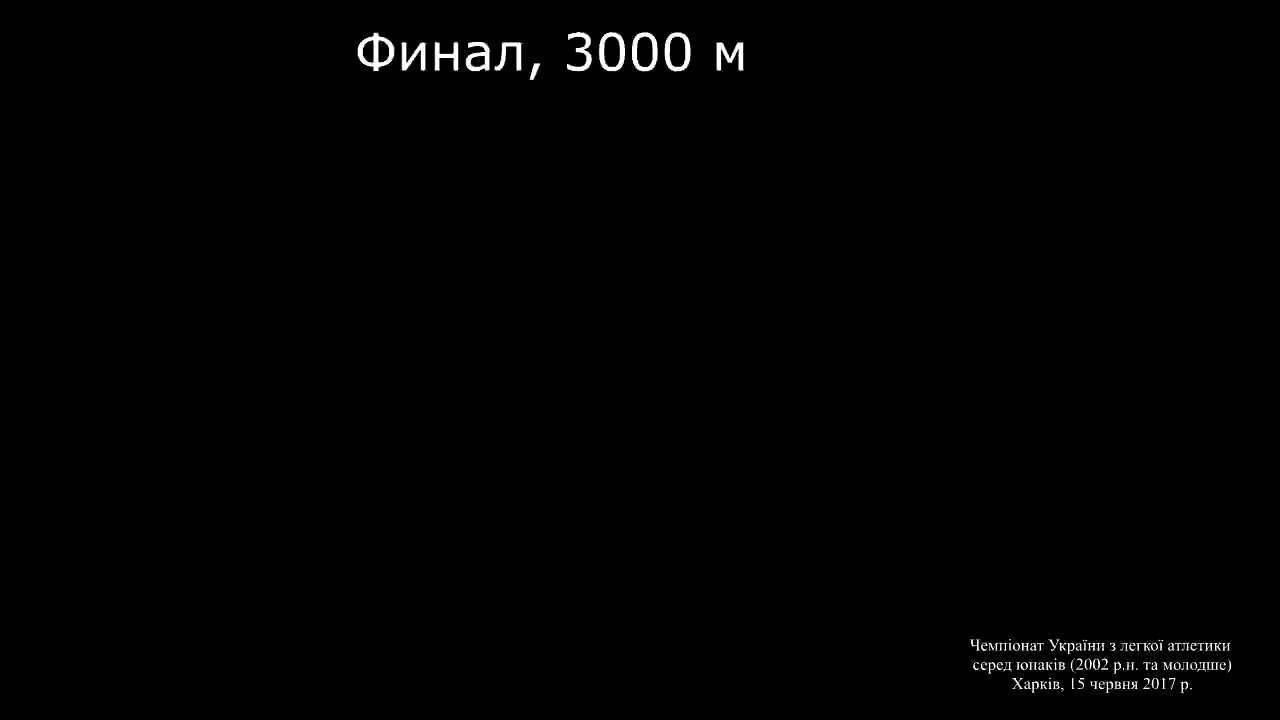 Финал, 3000 м
Чемпіонат України з легкої атлетики
серед юнаків (2002 р.н. та молодше)
Харків, 15 червня 2017 р.